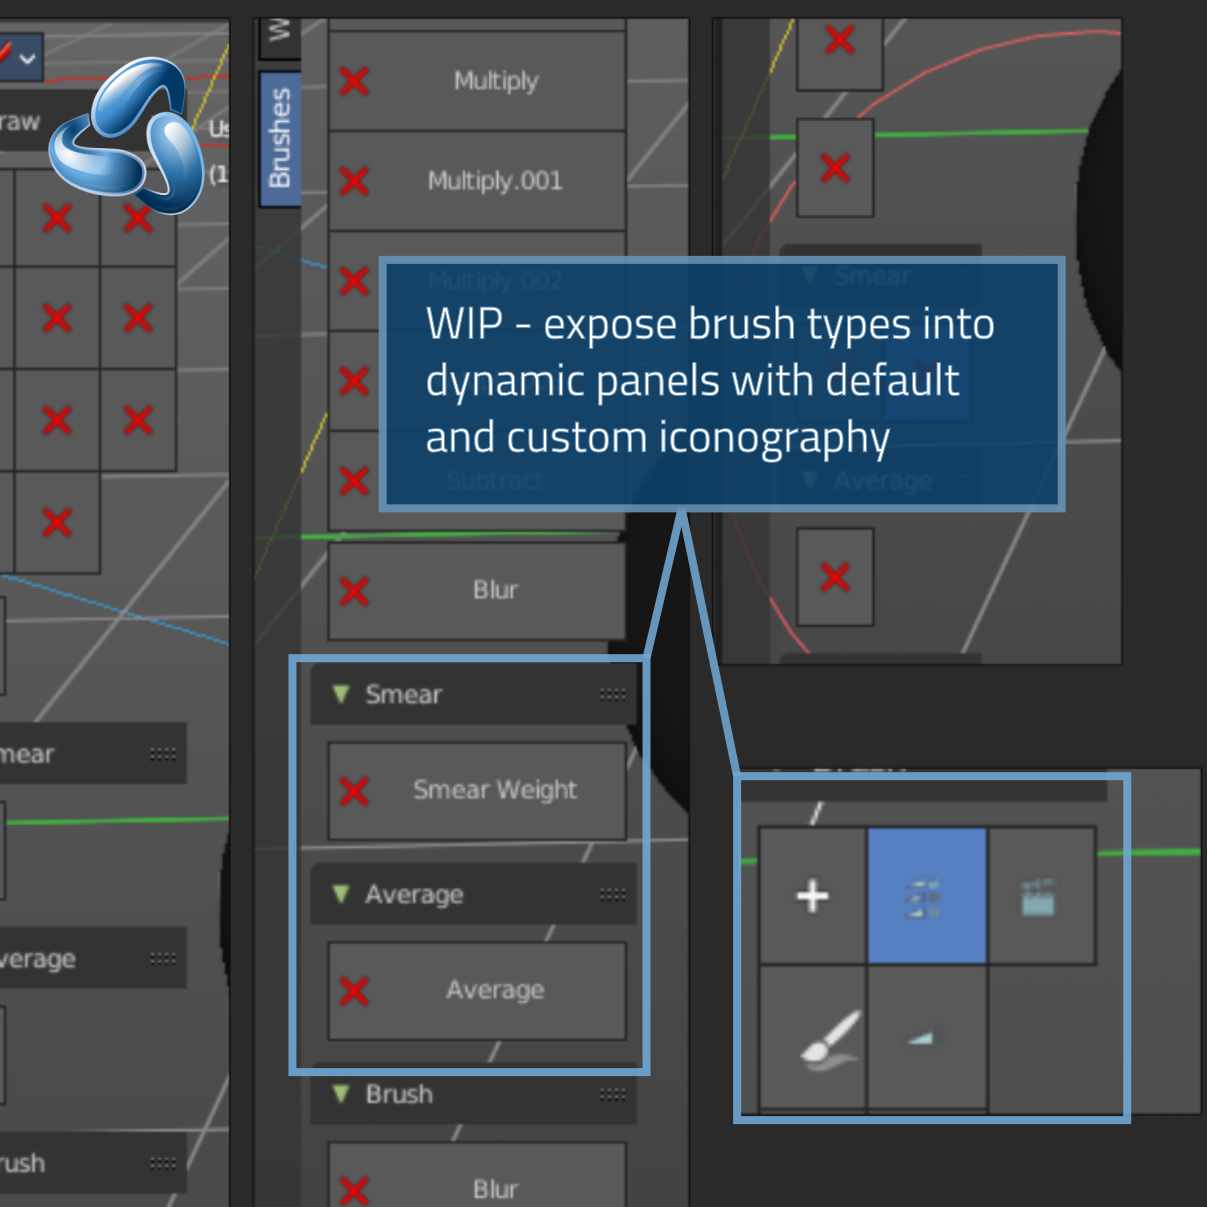 raw
Us
(1
mear
verage
rush
W
Brushes
Multiply
Multiply.001
Multiply.002
Subtract
Blur
Smear
Smear Weight
Average
Average
Brush
Blur
Smear
Average
WIP - expose brush types into
dynamic panels with default
and custom iconography